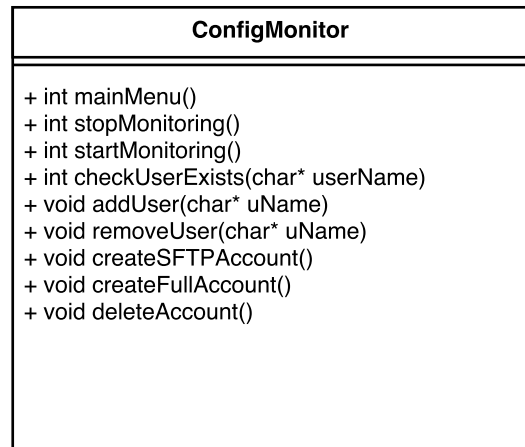 ConfigMonitor
+ int mainMenu()
+ int stopMonitoring()
+ int startMonitoring()
+ int checkUserExists(char* userName)
+ void addUser(char* uName)
+ void removeUser(char* uName)
+ void createSFTPAccount()
+ void createFullAccount()
+ void deleteAccount()